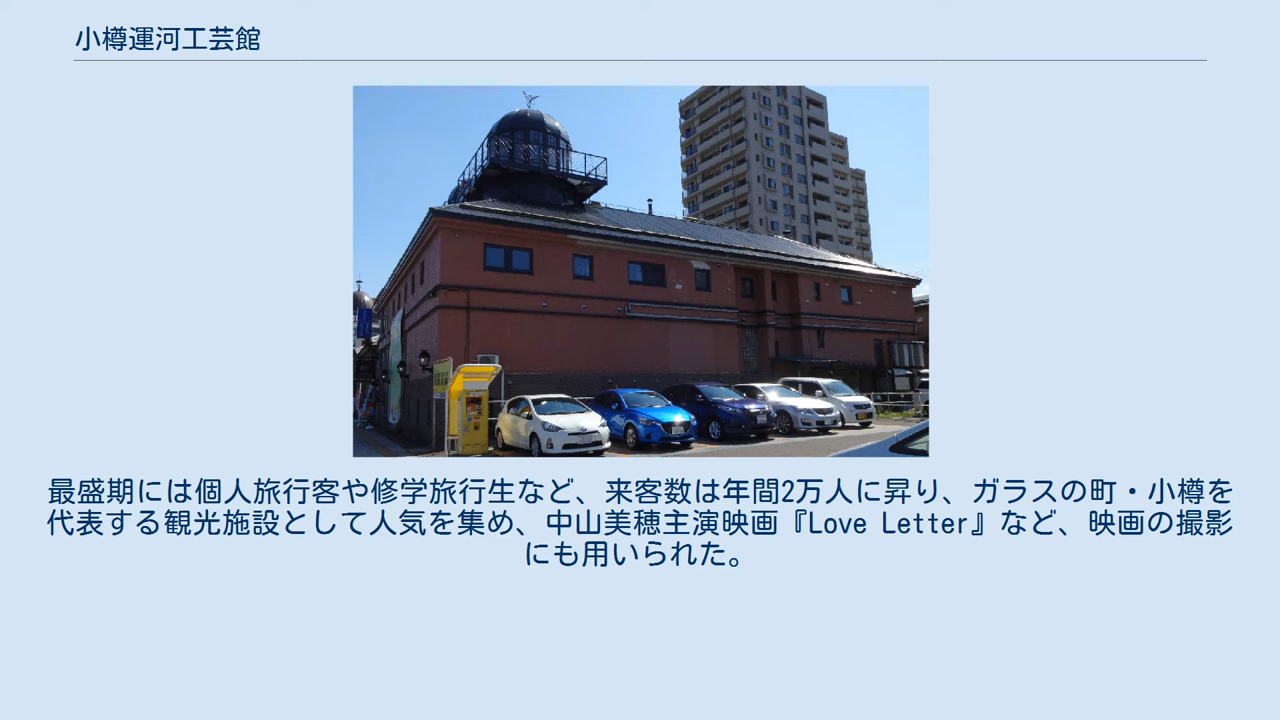 小樽運河工芸館
最盛期には個人旅行客や修学旅行生など、来客数は年間2万人に昇り、ガラスの町・小樽を
代表する観光施設として人気を集め、中山美穂主演映画『Love Letter』など、映画の撮影
にも用いられた。